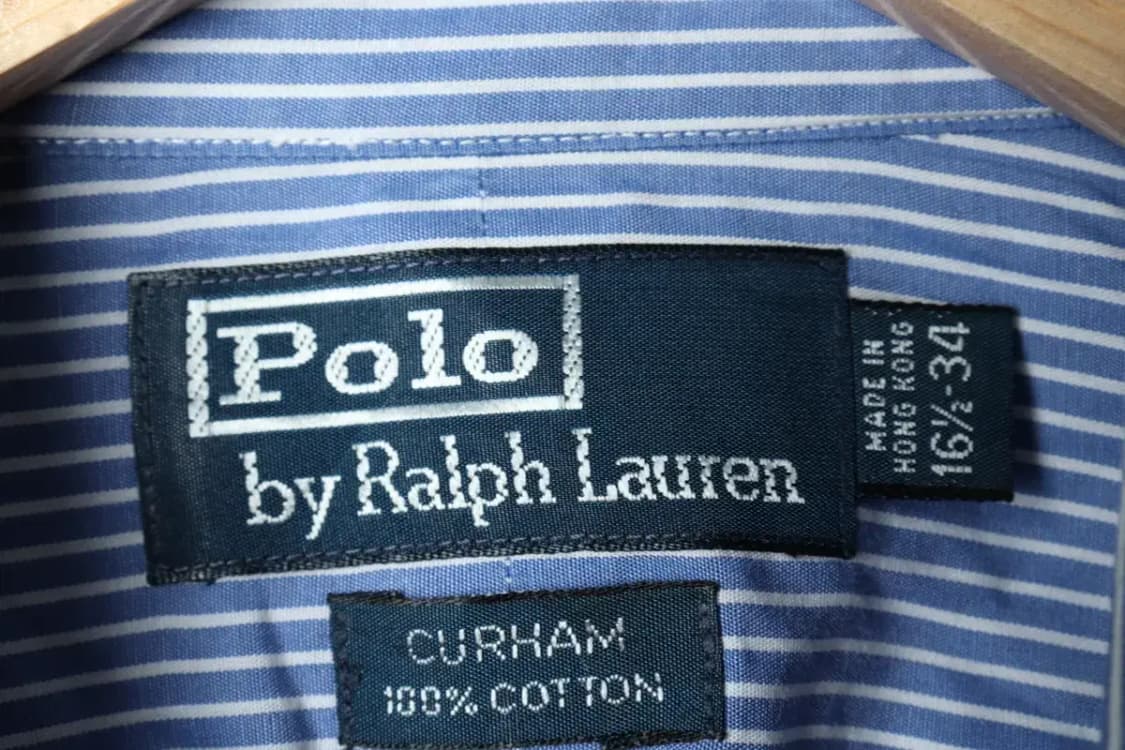 Polo
by Ralph Lauren
MADE IN
HONG KONG
16½-34
CURHAM
100% COTTON